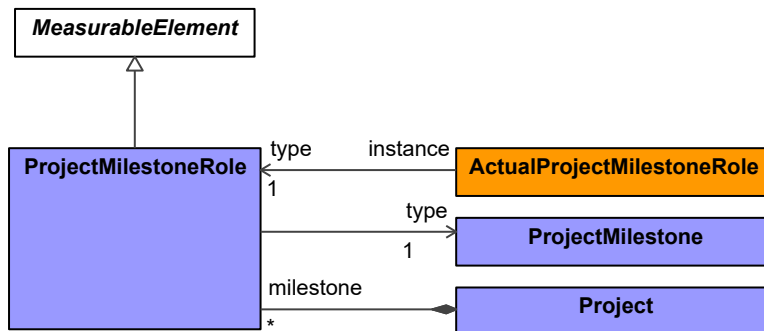 MeasurableElement
ProjectMilestoneRole
type
instance
1
ActualProjectMilestoneRole
type
1
ProjectMilestone
milestone
*
Project